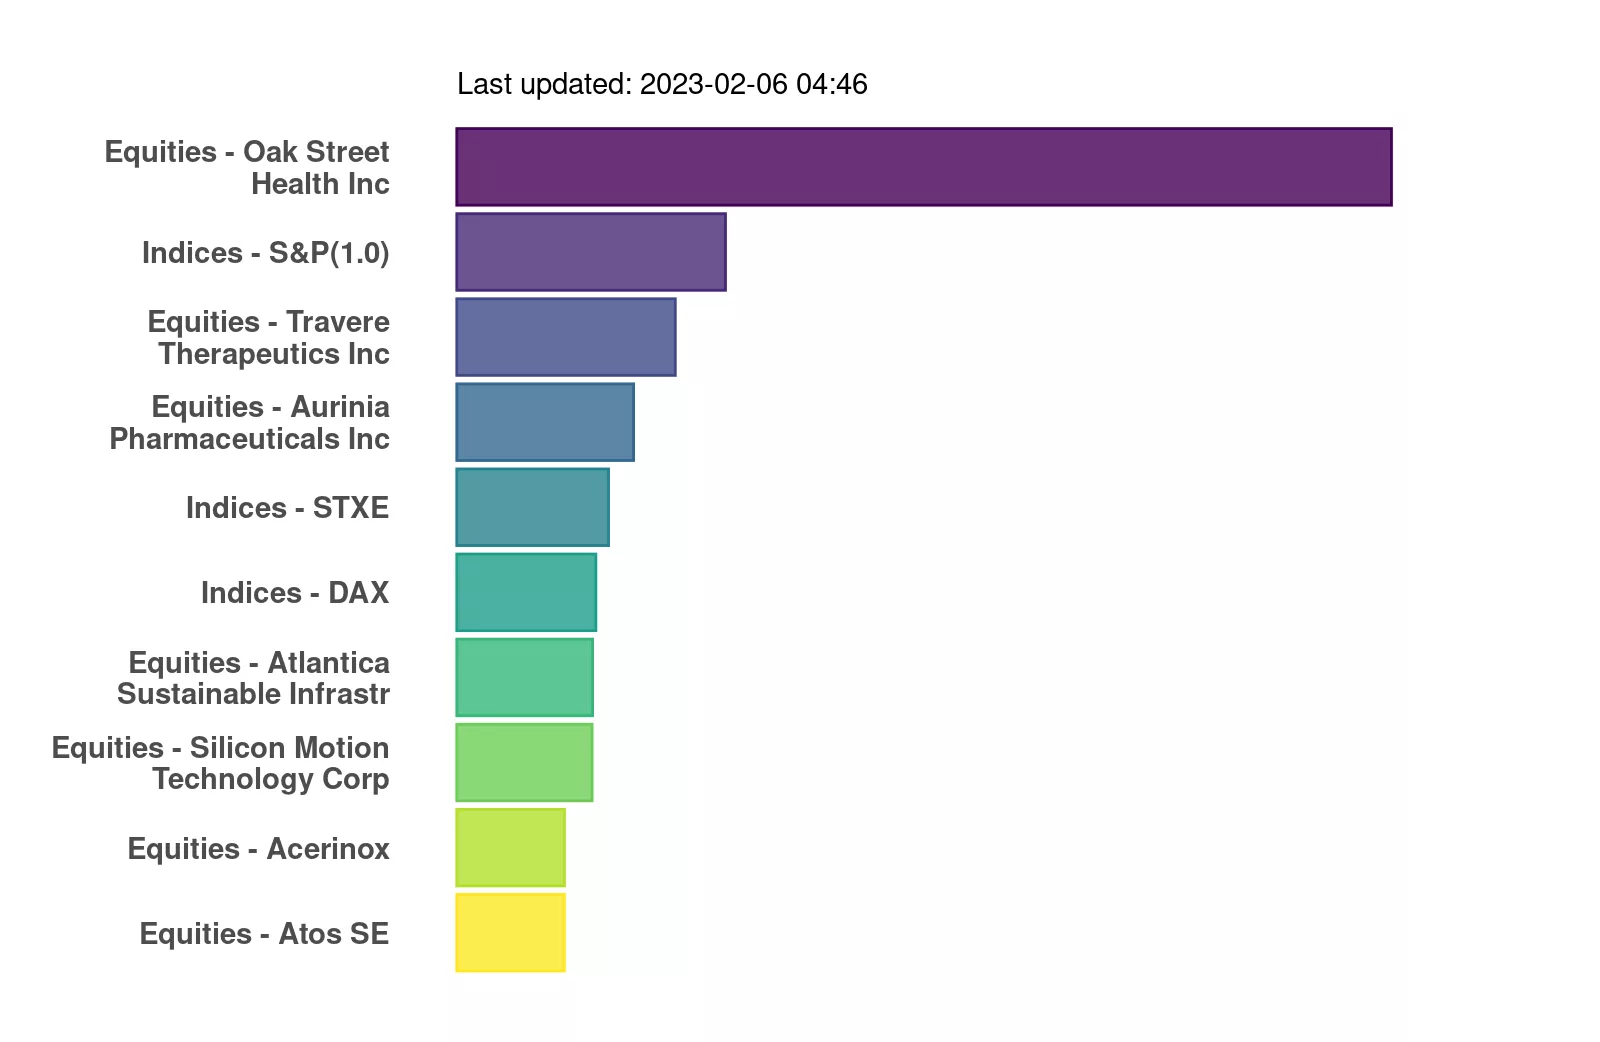 Last updated: 2023-02-06 04:46
Equities - Oak Street
Health Inc
Indices - S&P(1.0)
Equities - Travere
Therapeutics Inc
Equities - Aurinia
Pharmaceuticals Inc
Indices - STXE
Indices - DAX
Equities - Atlantica
Sustainable Infrastr
Equities - Silicon Motion
Technology Corp
Equities - Acerinox
Equities - Atos SE